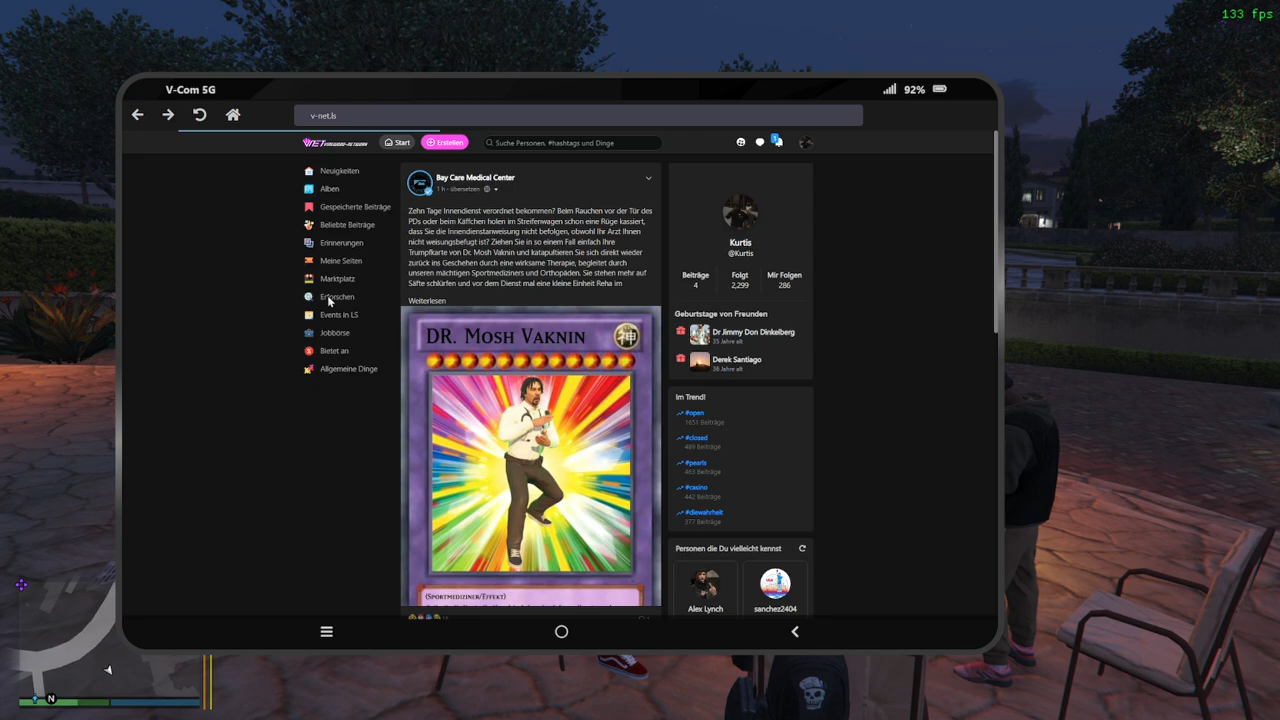 133 fps
V-Com 5G
92%
v-net.ls
VNET
Start
Erstellen
Suche Personen, #hashtags und Dinge
1
Neuigkeiten
Alben
Gespeicherte Beiträge
Beliebte Beiträge
Erinnerungen
Meine Seiten
Marktplatz
Erforschen
Events in LS
Jobbörse
Bietet an
Allgemeine Dinge
Bay Care Medical Center
1 h - übersetzen
Zehn Tage Innendienst verordnet bekommen? Beim Rauchen vor der Tür des
PDs oder beim Käffchen holen im Streifenwagen schon eine Rüge kassiert,
dass Sie die Innendienstanweisung nicht befolgen, obwohl Ihr Arzt Ihnen
nicht weisungsbefugt ist? Ziehen Sie in so einem Fall einfach Ihre
Trumpfkarte von Dr. Mosh Vaknin und katapultieren Sie sich direkt wieder
zurück ins Geschehen durch eine wirksame Therapie, begleitet durch
unseren mächtigen Sportmediziners und Orthopäden. Sie stehen mehr auf
Säfte schlürfen und vor dem Dienst mal eine kleine Einheit Reha im
Weiterlesen
DR. MOSH VAKNIN
神
(SPORTMEDIZINER/EFFEKT)
Kurtis
@Kurtis
Beiträge
4
Folgt
2,299
Mir Folgen
286
Geburtstage von Freunden
Dr Jimmy Don Dinkelberg
35 Jahre alt
Derek Santiago
36 Jahre alt
Im Trend!
#open
1651 Beiträge
#closed
489 Beiträge
#pearls
463 Beiträge
#casino
442 Beiträge
#diewahrheit
377 Beiträge
Personen die Du vielleicht kennst
Alex Lynch
sanchez2404
N